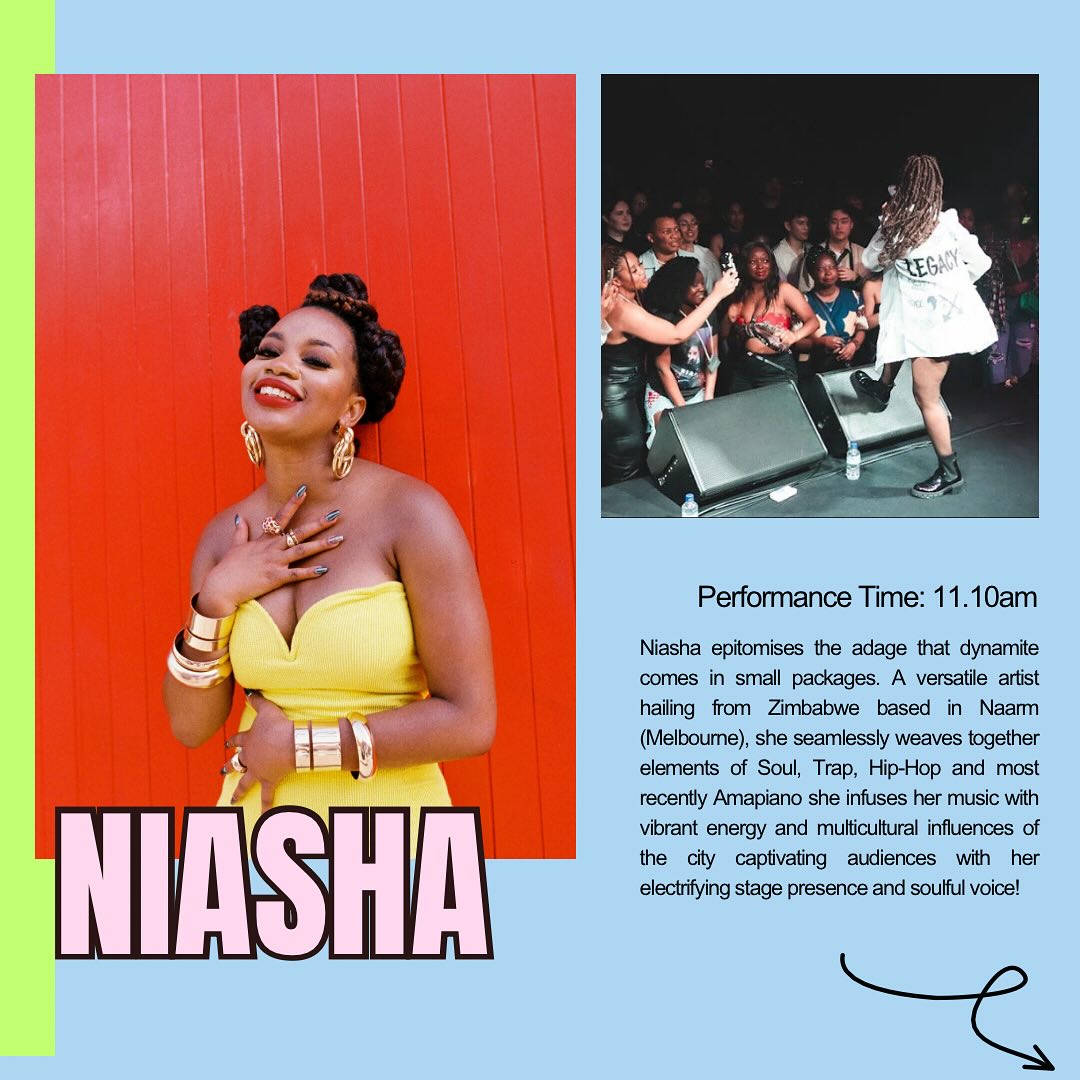 LEGACY
Performance Time: 11.10am
Niasha epitomises the adage that dynamite
comes in small packages. A versatile artist
hailing from Zimbabwe based in Naarm
(Melbourne), she seamlessly weaves together
elements of Soul, Trap, Hip-Hop and most
recently Amapiano she infuses her music with
vibrant energy and multicultural influences of
the city captivating audiences with her
electrifying stage presence and soulful voice!
NIASHA